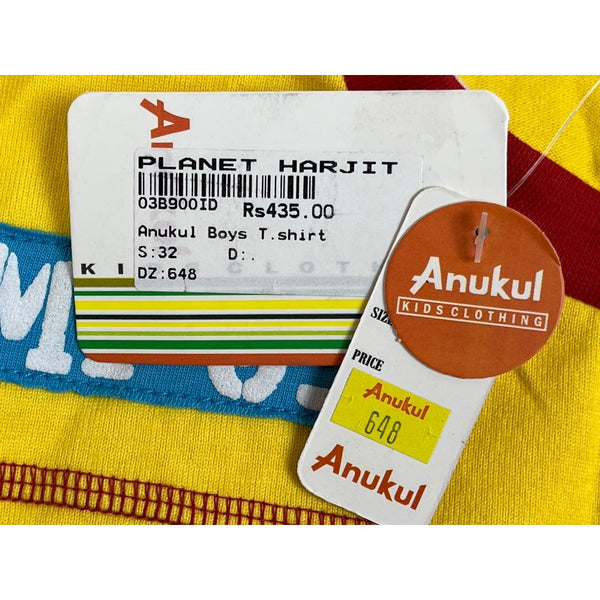 PLANET HARJIT
03B900ID Rs435.00
Anukul Boys T.shirt
S:32 D:.
DZ:648
Anukul
KIDS CLOTHING
PRICE
Anukul
648
Anukul